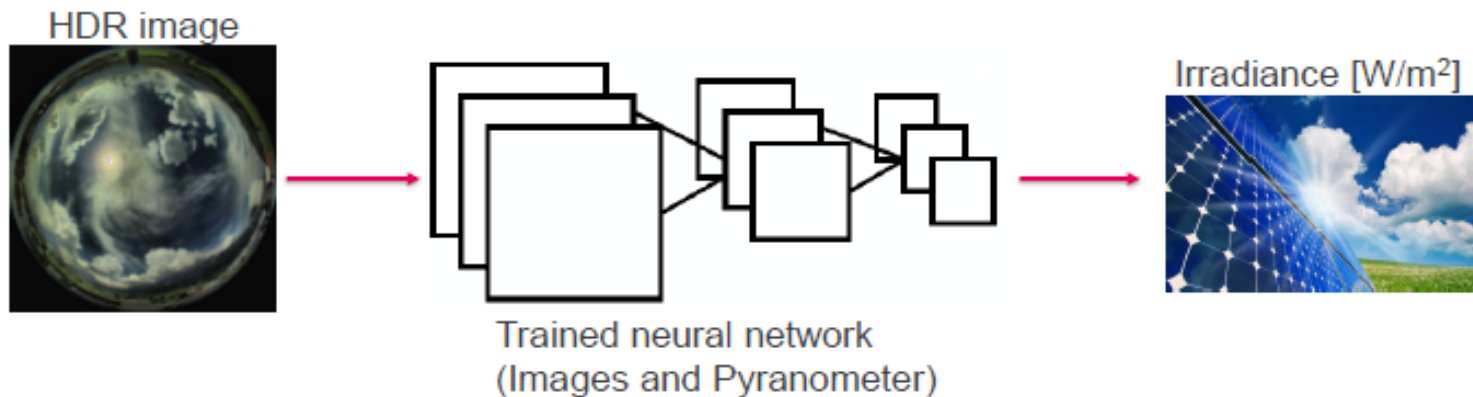 HDR image
Irradiance [W/m²]
Trained neural network
(Images and Pyranometer)